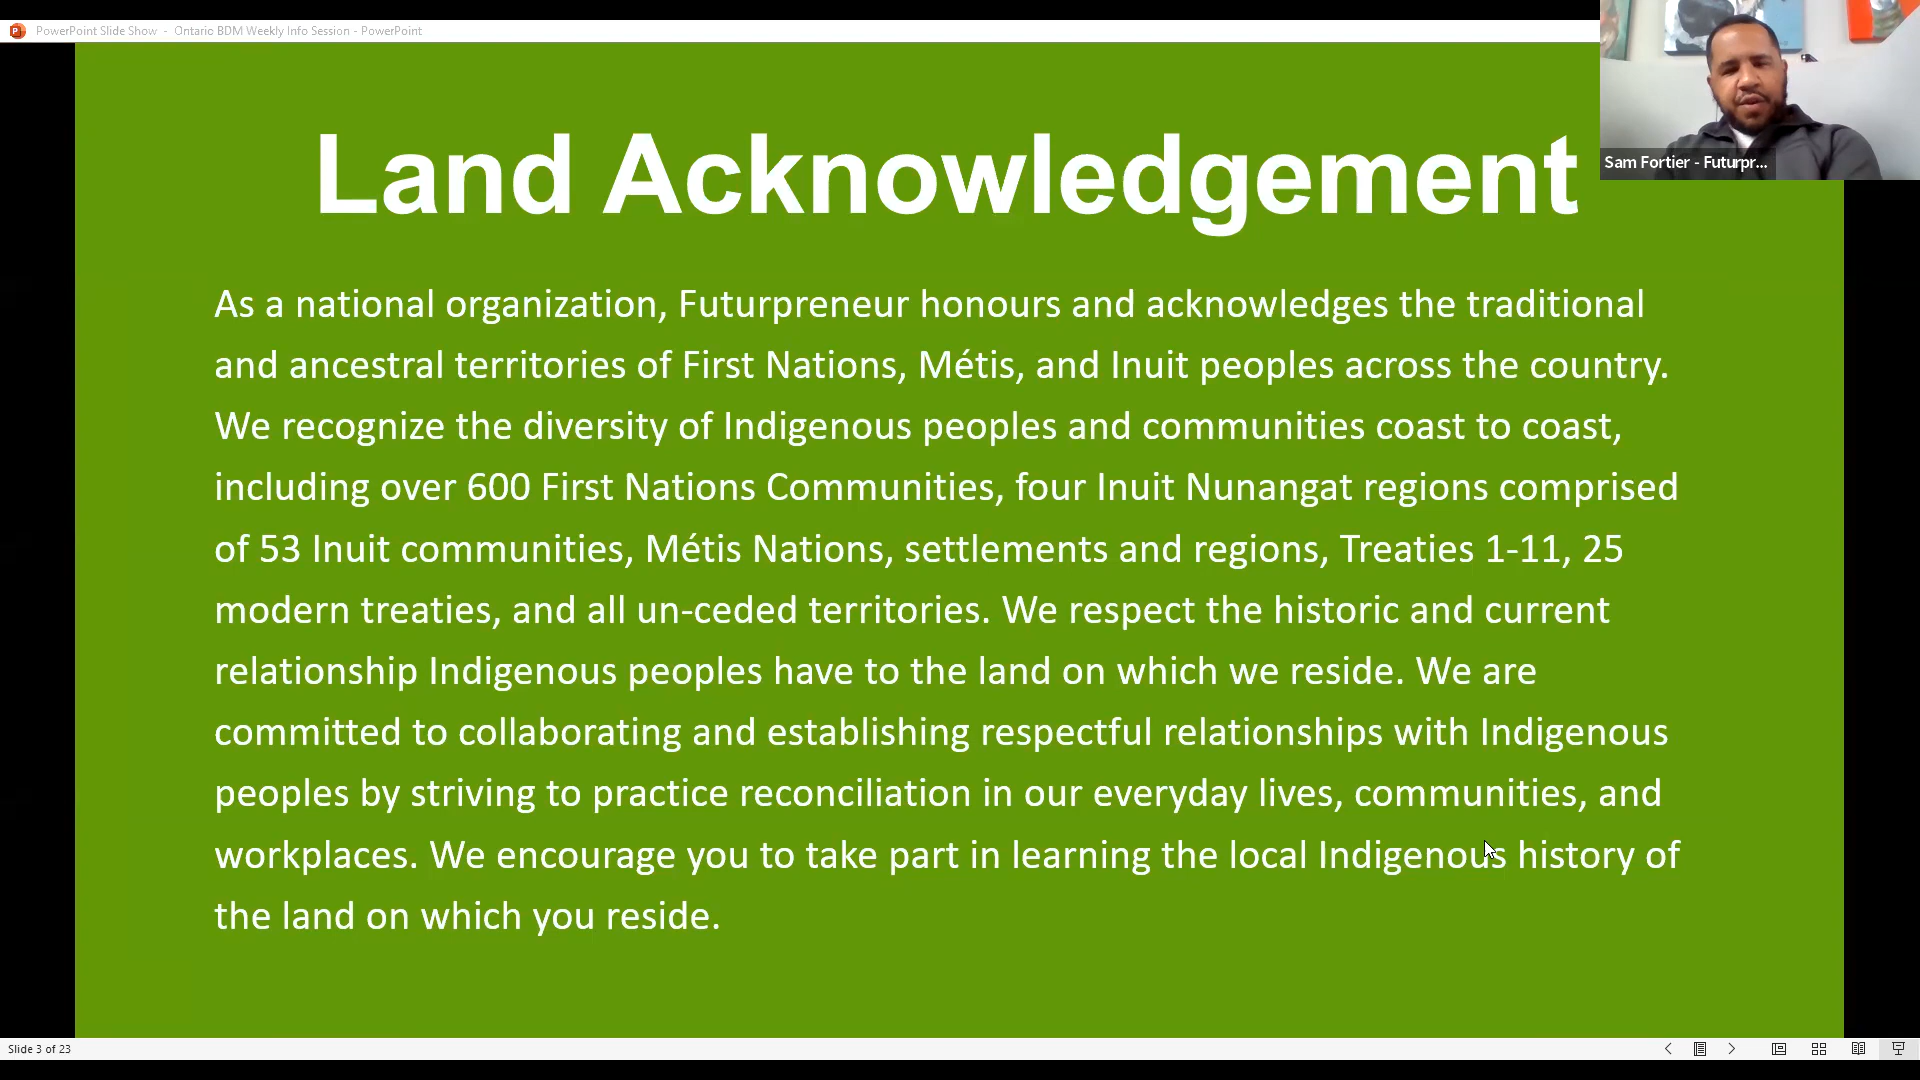 PowerPoint Slide Show - Ontario BDM Weekly Info Session - PowerPoint
Land Acknowledgement
Sam Fortier - Futurpr...
As a national organization, Futurpreneur honours and acknowledges the traditional
and ancestral territories of First Nations, Métis, and Inuit peoples across the country.
We recognize the diversity of Indigenous peoples and communities coast to coast,
including over 600 First Nations Communities, four Inuit Nunangat regions comprised
of 53 Inuit communities, Métis Nations, settlements and regions, Treaties 1-11, 25
modern treaties, and all un-ceded territories. We respect the historic and current
relationship Indigenous peoples have to the land on which we reside. We are
committed to collaborating and establishing respectful relationships with Indigenous
peoples by striving to practice reconciliation in our everyday lives, communities, and
workplaces. We encourage you to take part in learning the local Indigenous history of
the land on which you reside.
Slide 3 of 23